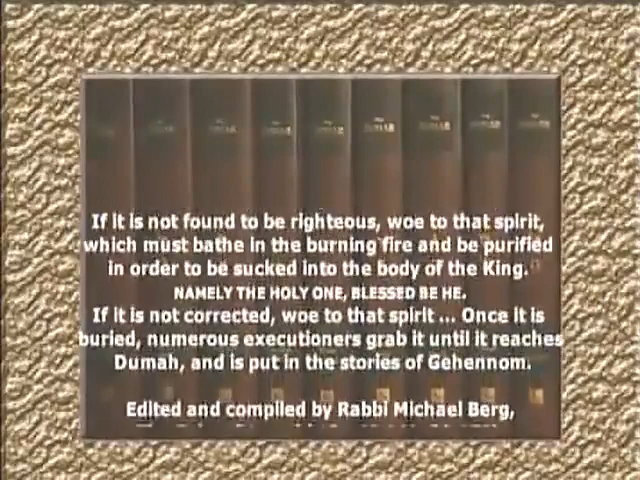 If it is not found to be righteous, woe to that spirit,
which must bathe in the burning fire and be purified
in order to be sucked into the body of the King.
NAMELY THE HOLY ONE, BLESSED BE HE.
If it is not corrected, woe to that spirit ... Once it is
buried, numerous executioners grab it until it reaches
Dumah, and is put in the stories of Gehennom.
Edited and compiled by Rabbi Michael Berg,